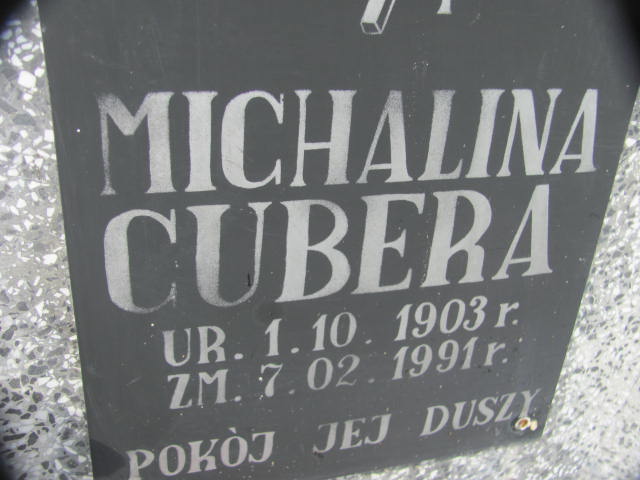 MICHALINA
CUBERA
UR. 1.10. 1903 r.
ZM. 7.02. 1991 r.
POKÒJ JEJ DUSZY